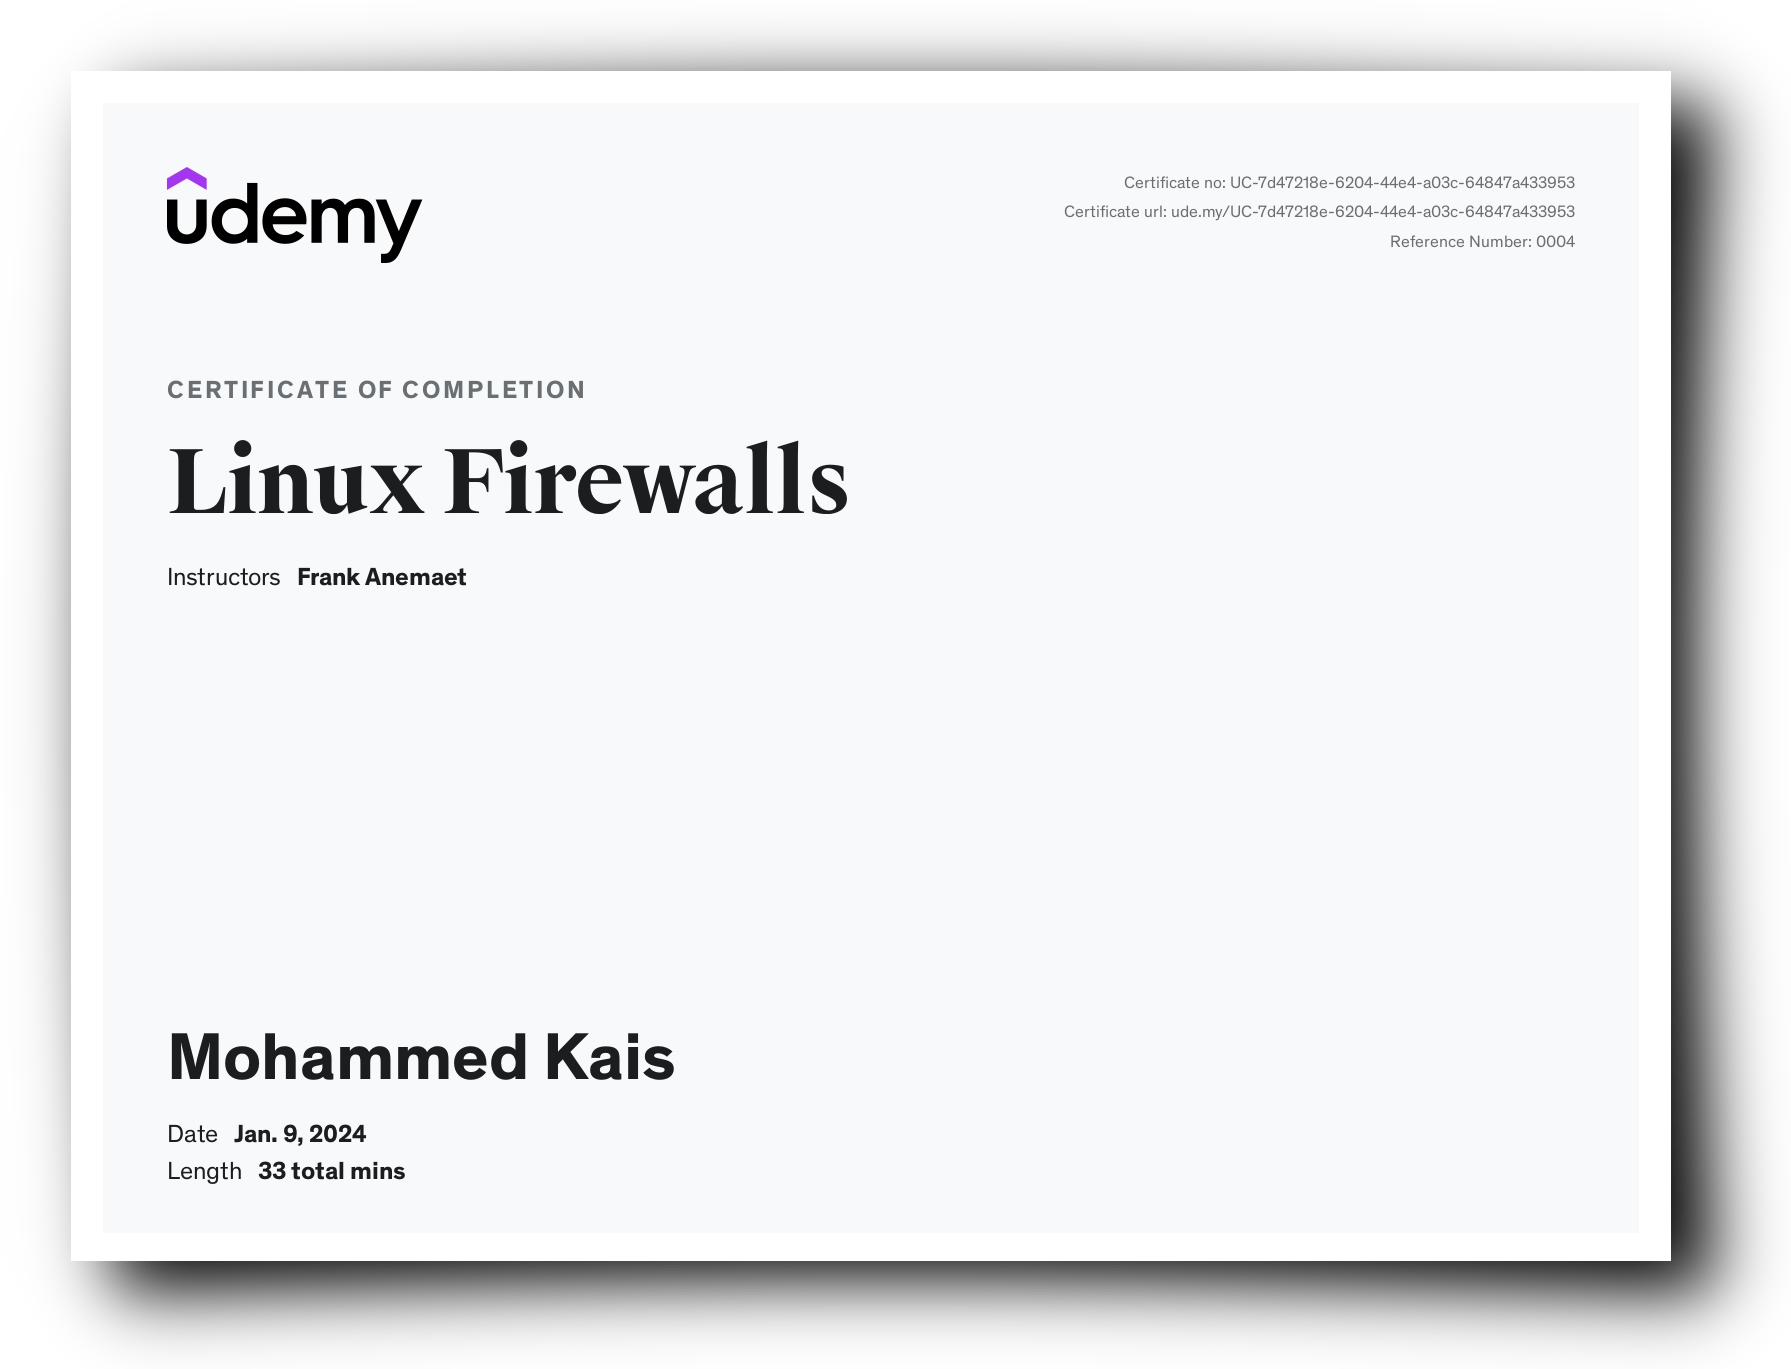 udemy
Certificate no: UC-7d47218e-6204-44e4-a03c-64847a433953
Certificate url: ude.my/UC-7d47218e-6204-44e4-a03c-64847a433953
Reference Number: 0004
CERTIFICATE OF COMPLETION
Linux Firewalls
Instructors Frank Anemaet
Mohammed Kais
Date Jan. 9, 2024
Length 33 total mins